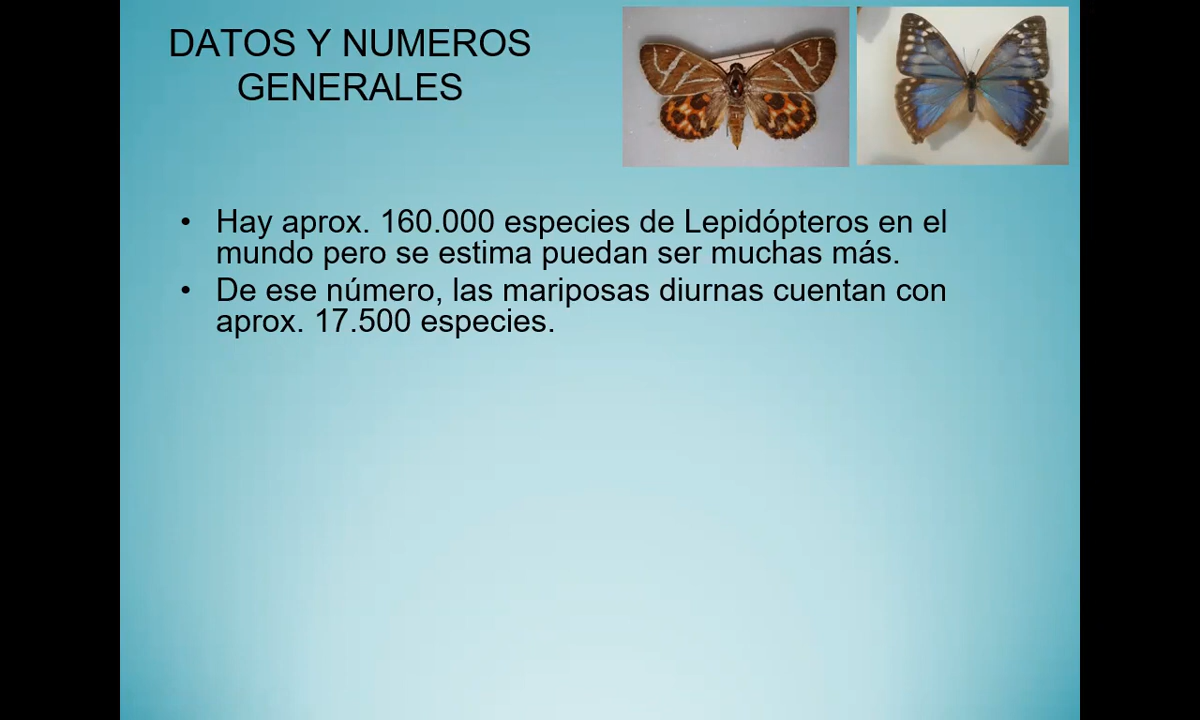 DATOS Y NUMEROS
GENERALES
• Hay aprox. 160.000 especies de Lepidópteros en el
mundo pero se estima puedan ser muchas más.
• De ese número, las mariposas diurnas cuentan con
aprox. 17.500 especies.